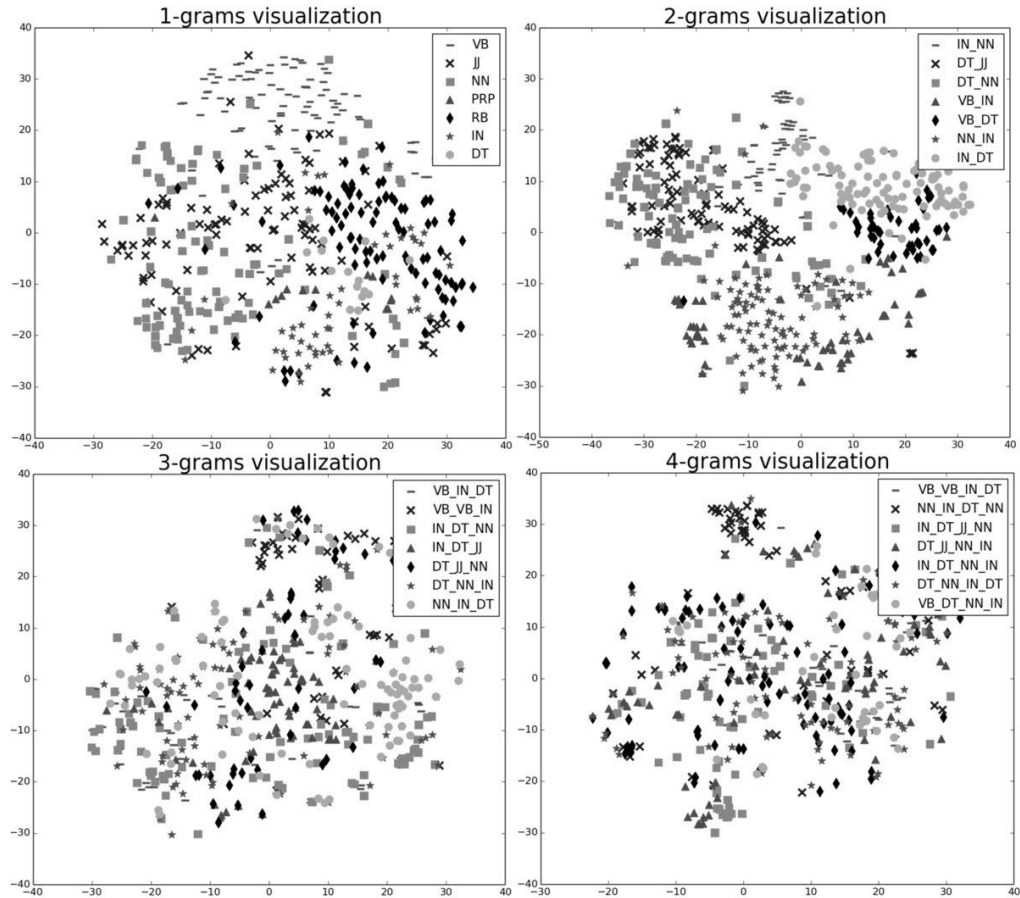 1-grams visualization
40
30
20
10
0
−10
−20
−30
−40
−40 −30 −20 −10 0 10 20 30 40
VB
JJ
NN
PRP
RB
IN
DT
2-grams visualization
40
30
20
10
0
−10
−20
−30
−40
−50 −40 −30 −20 −10 0 10 20 30 40
IN_NN
DT_JJ
DT_NN
VB_IN
VB_DT
NN_IN
IN_DT
3-grams visualization
40
30
20
10
0
−10
−20
−30
−40
−40 −30 −20 −10 0 10 20 30 40
VB_IN_DT
VB_VB_IN
IN_DT_NN
IN_DT_JJ
DT_JJ_NN
DT_NN_IN
NN_IN_DT
4-grams visualization
40
30
20
10
0
−10
−20
−30
−40
−30 −20 −10 0 10 20 30 40
VB_VB_IN_DT
NN_IN_DT_NN
IN_DT_JJ_NN
DT_JJ_NN_IN
IN_DT_NN_IN
DT_NN_IN_DT
VB_DT_NN_IN